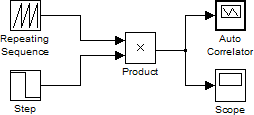 Repeating
Sequence
Step
×
Product
Auto
Correlator
Scope